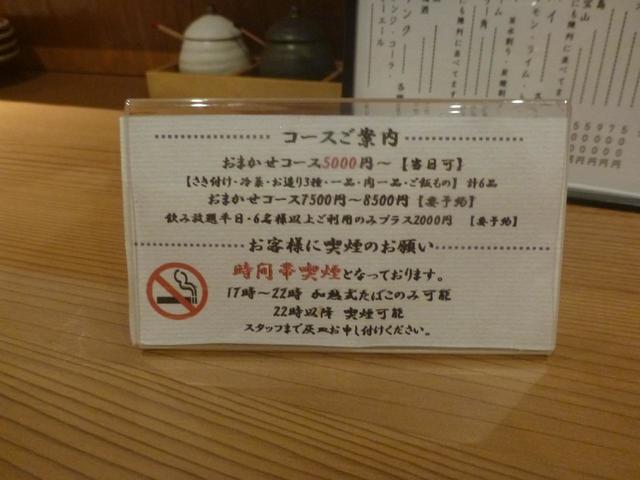 コースご案内
おまかせコース5000円〜【当日可】
【さき付け・冷菜・お造り3種・一品・肉一品・ご飯もの】 計6品
おまかせコース7500円〜8500円【要予約】
飲み放題平日・6名様以上ご利用のみプラス2000円 【要予約】
お客様に喫煙のお願い
時間帯喫煙となっております。
17時〜22時 加熱式たばこのみ可能
22時以降 喫煙可能
スタッフまで灰皿お申し付けください。